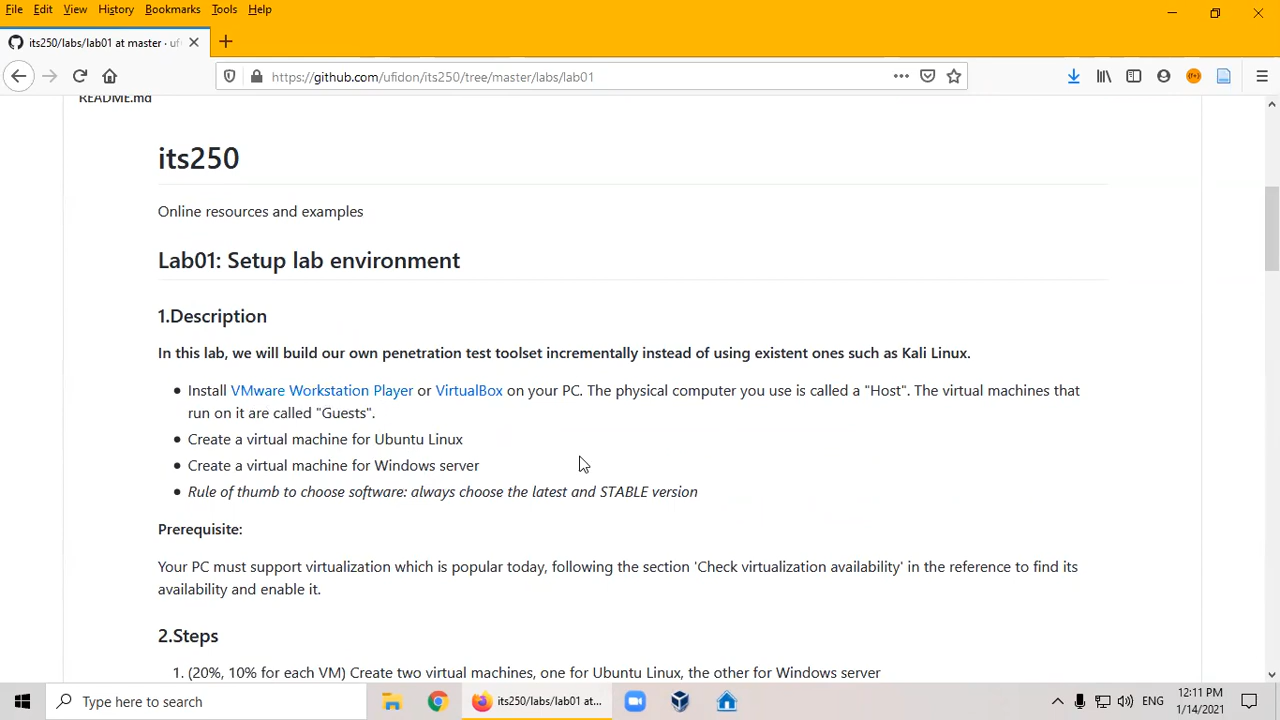 File Edit View History Bookmarks Tools Help
its250/labs/lab01 at master · ufi
https://github.com/ufidon/its250/tree/master/labs/lab01
README.md
its250
Online resources and examples
Lab01: Setup lab environment
1.Description
In this lab, we will build our own penetration test toolset incrementally instead of using existent ones such as Kali Linux.
• Install VMware Workstation Player or VirtualBox on your PC. The physical computer you use is called a "Host". The virtual machines that
run on it are called "Guests".
• Create a virtual machine for Ubuntu Linux
• Create a virtual machine for Windows server
• Rule of thumb to choose software: always choose the latest and STABLE version
Prerequisite:
Your PC must support virtualization which is popular today, following the section 'Check virtualization availability' in the reference to find its
availability and enable it.
2.Steps
1. (20%, 10% for each VM) Create two virtual machines, one for Ubuntu Linux, the other for Windows server
Type here to search
its250/labs/lab01 at...
ENG
12:11 PM
1/14/2021